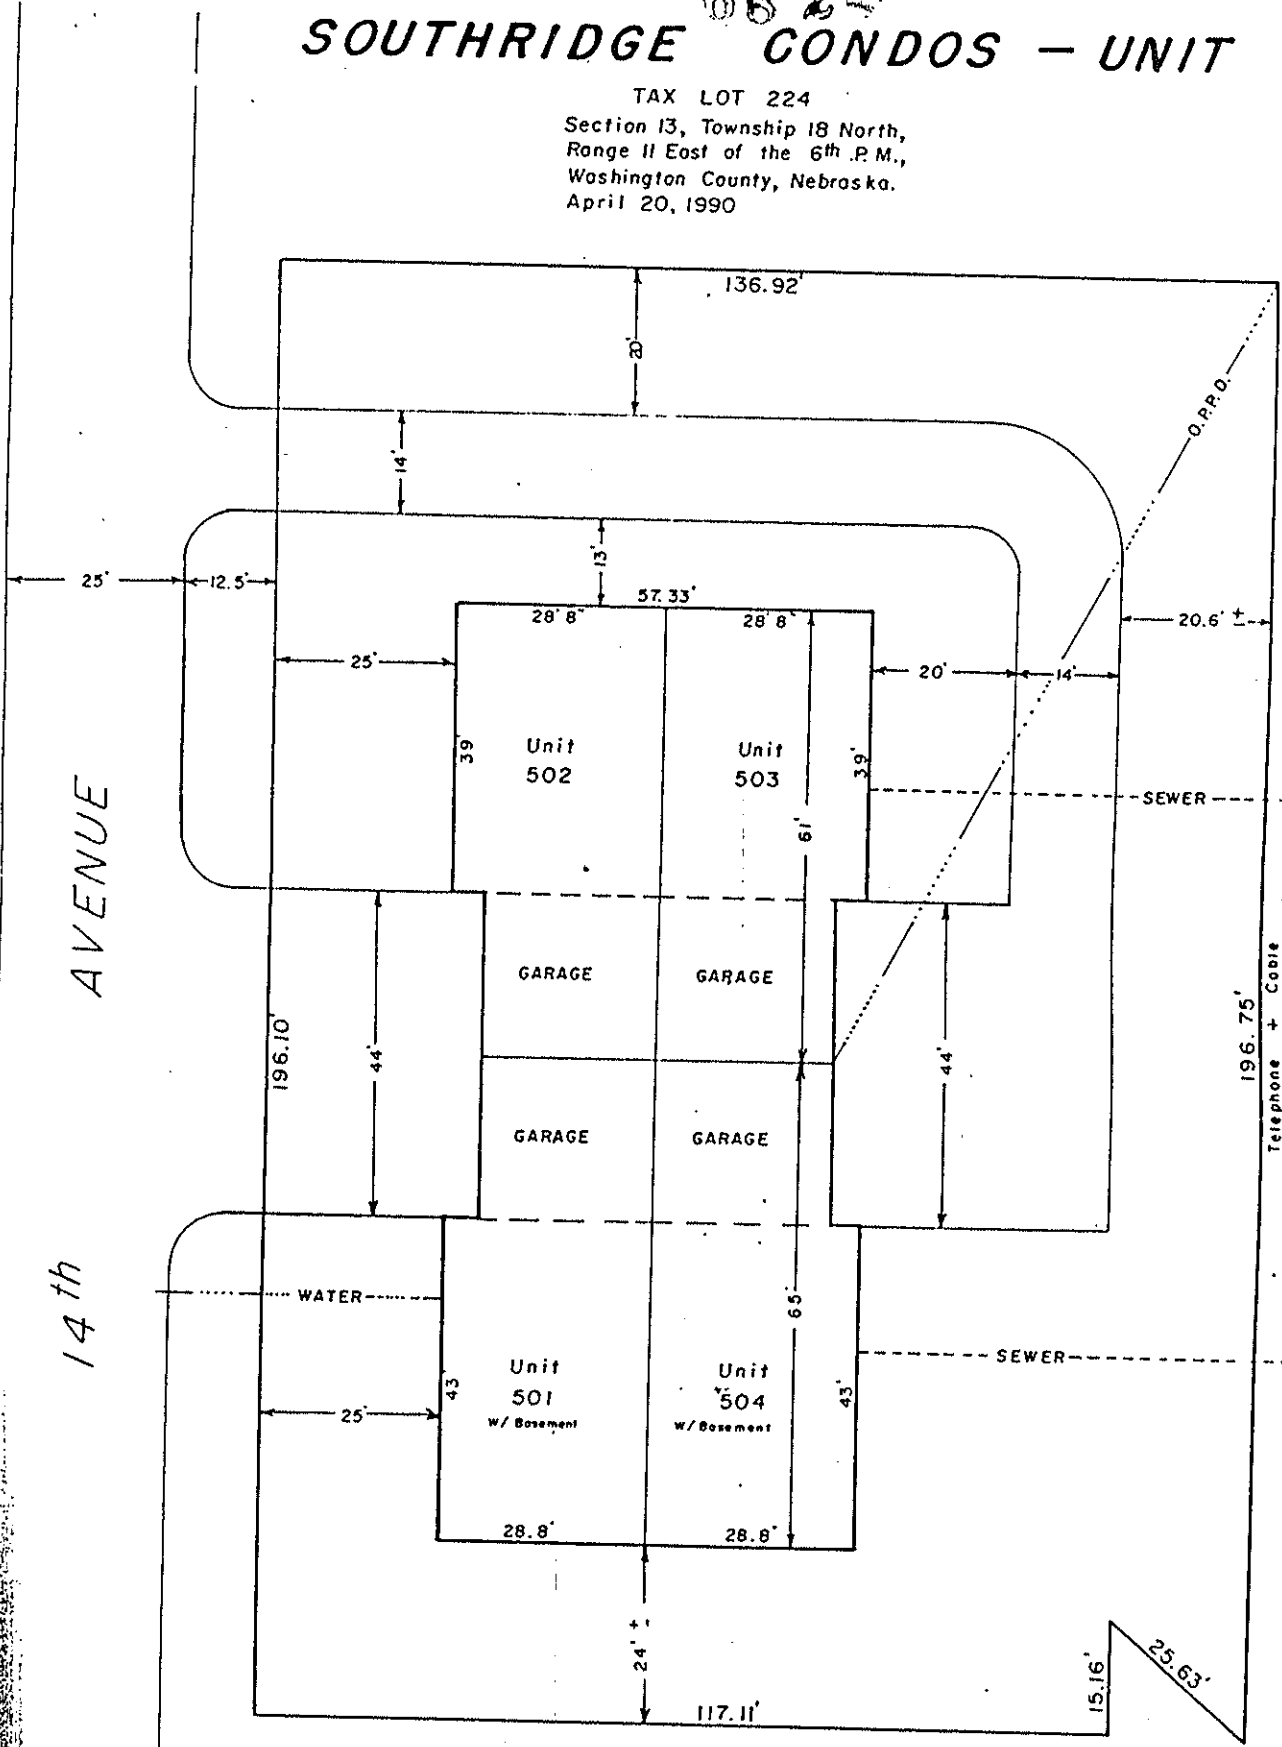 SOUTHRIDGE CONDOS — UNIT
TAX LOT 224
Section 13, Township 18 North,
Range 11 East of the 6th P.M.,
Washington County, Nebraska.
April 20, 1990
136.92'
20'
O.P.P.D.
14'
13'
25'
12.5'
57.33'
28' 8"
28' 8"
20.6' ±
25'
20'
14'
39'
Unit
502
Unit
503
39'
SEWER
61'
AVENUE
GARAGE
GARAGE
Telephone + Cable
196.75'
196.10'
44'
44'
GARAGE
GARAGE
14th
WATER
65'
SEWER
Unit
501
W/ Basement
Unit
504
W/ Basement
43'
43'
25'
28.8'
28.8'
24' ±
25.63'
15.16'
117.11'